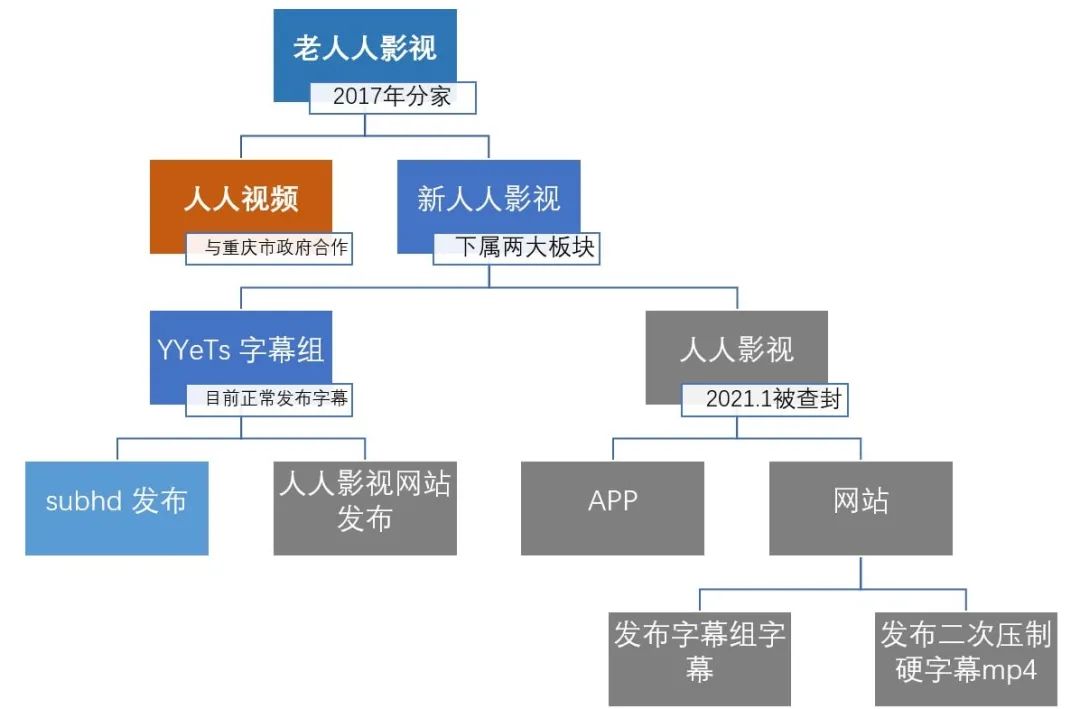 老人人影视
2017年分家
人人视频
与重庆市政府合作
新人人影视
下属两大板块
YYeTs 字幕组
目前正常发布字幕
人人影视
2021.1被查封
subhd 发布
人人影视网站
发布
APP
网站
发布字幕组字
幕
发布二次压制
硬字幕mp4